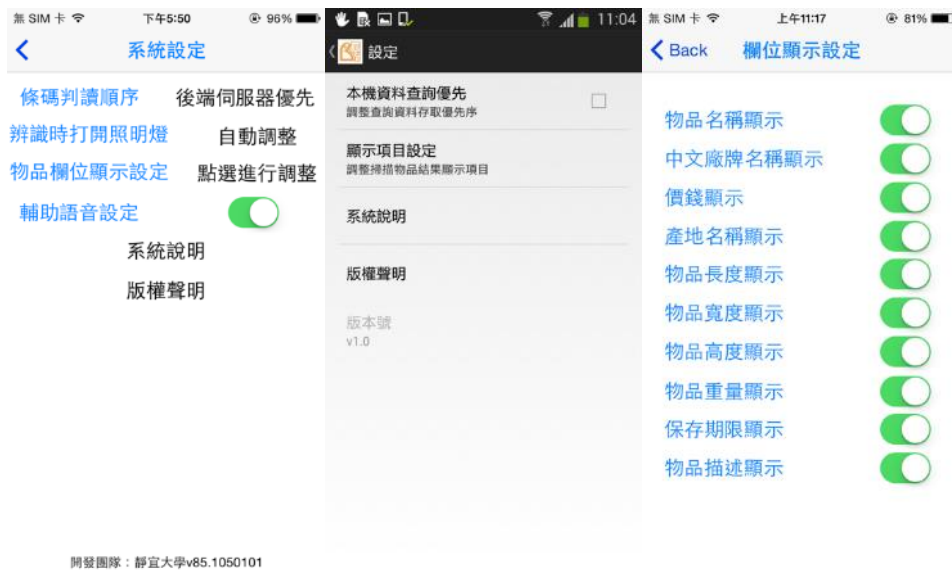 無 SIM 卡 下午5:50 96%
系統設定
條碼判讀順序 後端伺服器優先
辨識時打開照明燈 自動調整
物品欄位顯示設定 點選進行調整
輔助語音設定
系統說明
版權聲明
開發團隊：靜宜大學v85.1050101
11:04
設定
本機資料查詢優先
調整查詢資料存取優先序
顯示項目設定
調整掃描物品結果顯示項目
系統說明
版權聲明
版本號
v1.0
無 SIM 卡 上午11:17 81%
Back 欄位顯示設定
物品名稱顯示
中文廠牌名稱顯示
價錢顯示
產地名稱顯示
物品長度顯示
物品寬度顯示
物品高度顯示
物品重量顯示
保存期限顯示
物品描述顯示